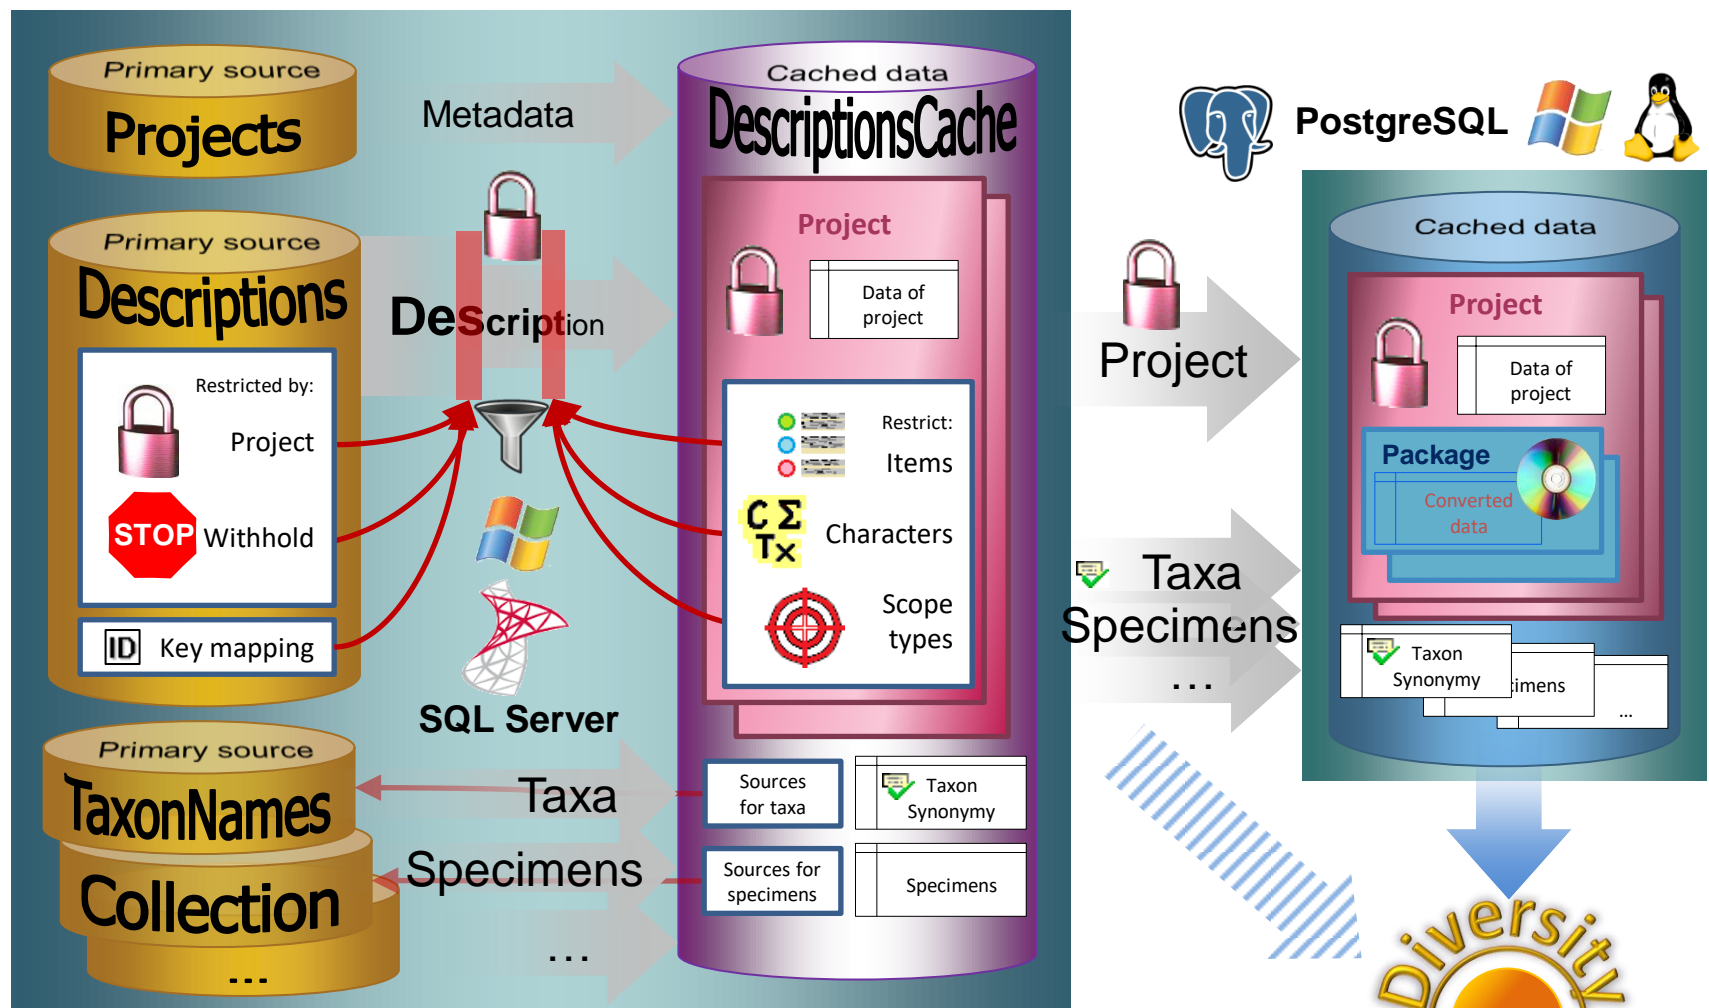 Primary source
Projects
Metadata
Cached data
DescriptionsCache
PostgreSQL
Primary source
Descriptions
Restricted by:
Project
STOP
Withhold
ID
Key mapping
Description
SQL Server
Project
Data of
project
Restrict:
Items
C Σ
Tx
Characters
Scope
types
Project
Taxa
Specimens
...
Cached data
Project
Data of
project
Package
Converted
data
Taxon
Synonymy
imens
...
Primary source
TaxonNames
Collection
...
Taxa
Specimens
...
Sources
for taxa
Taxon
Synonymy
Sources for
specimens
Specimens
Diversity